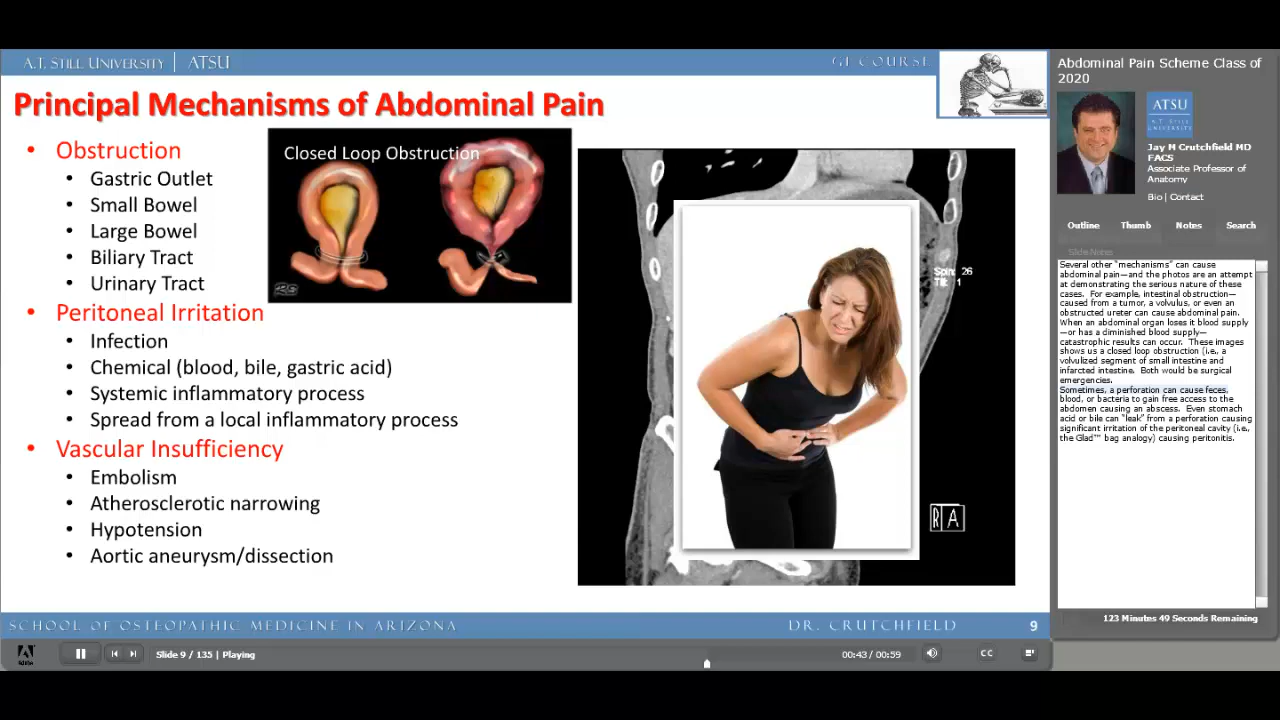 A.T. STILL UNIVERSITY | ATSU
GI COURSE
Principal Mechanisms of Abdominal Pain
• Obstruction
• Gastric Outlet
• Small Bowel
• Large Bowel
• Biliary Tract
• Urinary Tract
• Peritoneal Irritation
• Infection
• Chemical (blood, bile, gastric acid)
• Systemic inflammatory process
• Spread from a local inflammatory process
• Vascular Insufficiency
• Embolism
• Atherosclerotic narrowing
• Hypotension
• Aortic aneurysm/dissection
Closed Loop Obstruction
Spin: 26
Tilt: 1
R A
SCHOOL OF OSTEOPATHIC MEDICINE IN ARIZONA
DR. CRUTCHFIELD
9
Slide 9 / 135 | Playing
00:43 / 00:59
CC
Abdominal Pain Scheme Class of
2020
ATSU
A.T. STILL
UNIVERSITY
Jay M Crutchfield MD
FACS
Associate Professor of
Anatomy
Bio | Contact
Outline Thumb Notes Search
Slide Notes
Several other "mechanisms" can cause
abdominal pain—and the photos are an attempt
at demonstrating the serious nature of these
cases. For example, intestinal obstruction—
caused from a tumor, a volvulus, or even an
obstructed ureter can cause abdominal pain.
When an abdominal organ loses it blood supply
—or has a diminished blood supply—
catastrophic results can occur. These images
shows us a closed loop obstruction (i.e., a
volvulized segment of small intestine and
infarcted intestine. Both would be surgical
emergencies.
Sometimes, a perforation can cause feces,
blood, or bacteria to gain free access to the
abdomen causing an abscess. Even stomach
acid or bile can "leak" from a perforation causing
significant irritation of the peritoneal cavity (i.e.,
the Glad™ bag analogy) causing peritonitis.
123 Minutes 49 Seconds Remaining